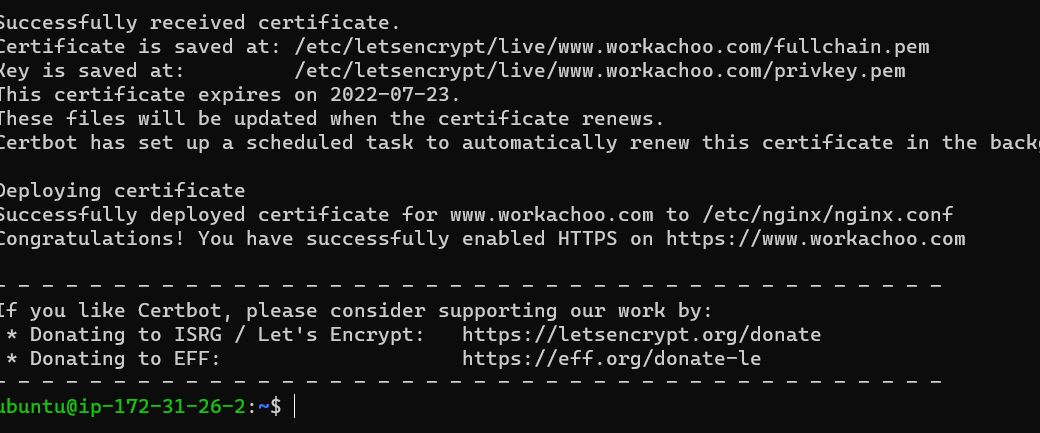 Successfully received certificate.
Certificate is saved at: /etc/letsencrypt/live/www.workachoo.com/fullchain.pem
Key is saved at:         /etc/letsencrypt/live/www.workachoo.com/privkey.pem
This certificate expires on 2022-07-23.
These files will be updated when the certificate renews.
Certbot has set up a scheduled task to automatically renew this certificate in the
Deploying certificate
Successfully deployed certificate for www.workachoo.com to /etc/nginx/nginx.conf
Congratulations! You have successfully enabled HTTPS on https://www.workachoo.com
- - - - - - - - - - - - - - - - - - - - - - - - - - - - - - - - - - - - - - - -
If you like Certbot, please consider supporting our work by:
 * Donating to ISRG / Let's Encrypt:   https://letsencrypt.org/donate
 * Donating to EFF:                    https://eff.org/donate-le
- - - - - - - - - - - - - - - - - - - - - - - - - - - - - - - - - - - - - - - -
ubuntu@ip-172-31-26-2:~$